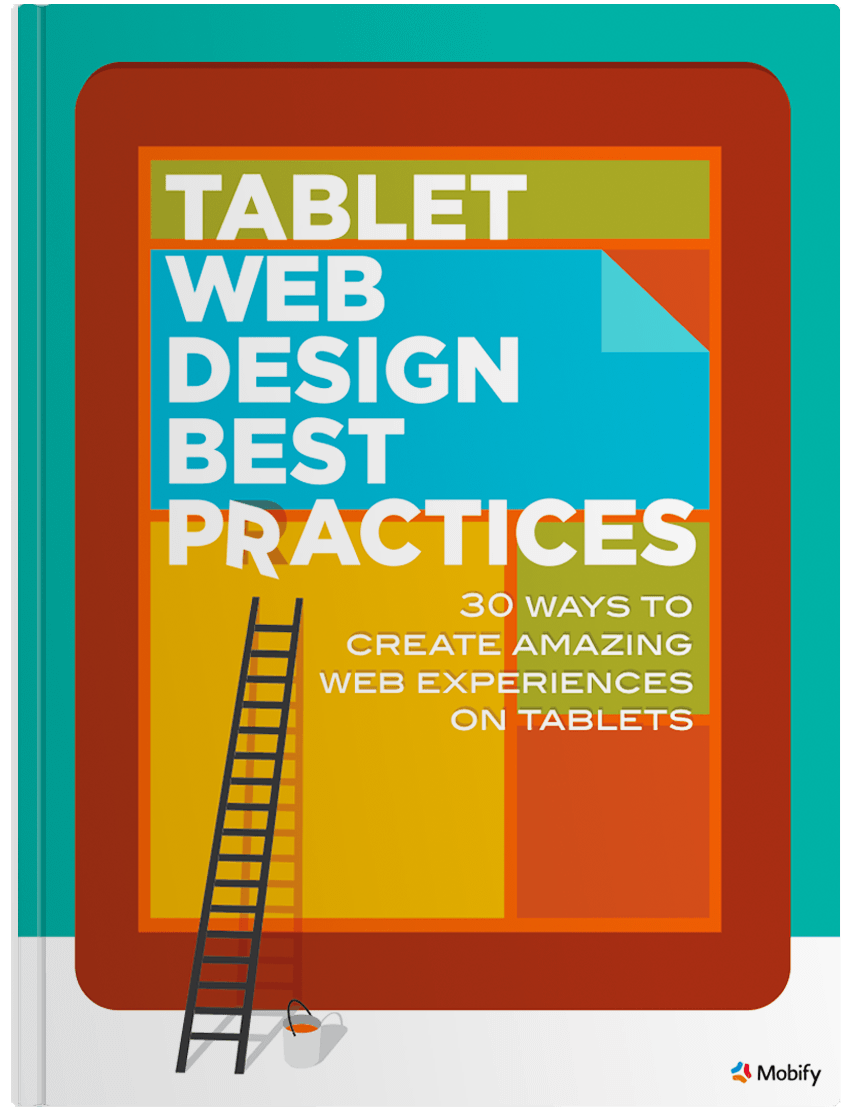 TABLET
WEB
DESIGN
BEST
PRACTICES
30 WAYS TO
CREATE AMAZING
WEB EXPERIENCES
ON TABLETS
Mobify